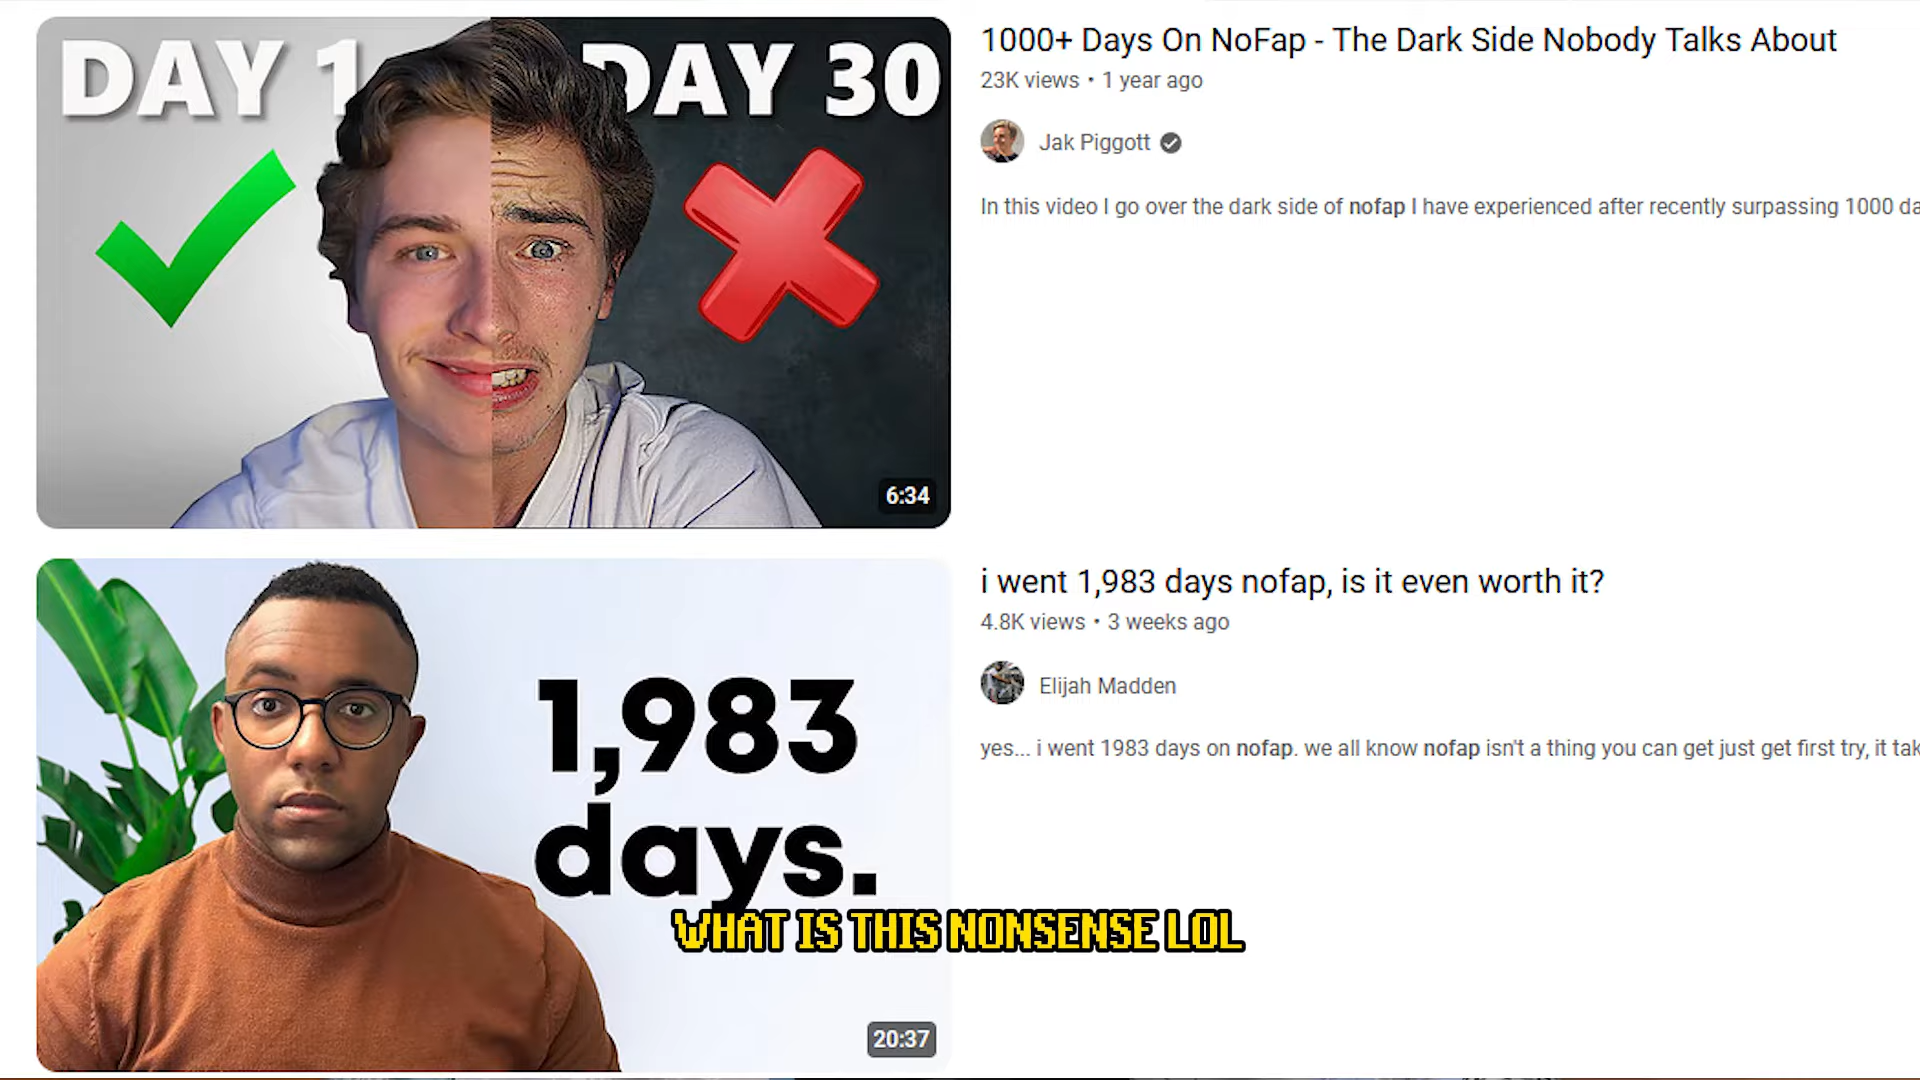 DAY 1
DAY 30
6:34
1000+ Days On NoFap - The Dark Side Nobody Talks About
23K views • 1 year ago
Jak Piggott
In this video I go over the dark side of nofap I have experienced after recently surpassing 1000 da
1,983
days.
20:37
i went 1,983 days nofap, is it even worth it?
4.8K views • 3 weeks ago
Elijah Madden
yes... i went 1983 days on nofap. we all know nofap isn't a thing you can get just get first try, it tak
WHAT IS THIS NONSENSE LOL